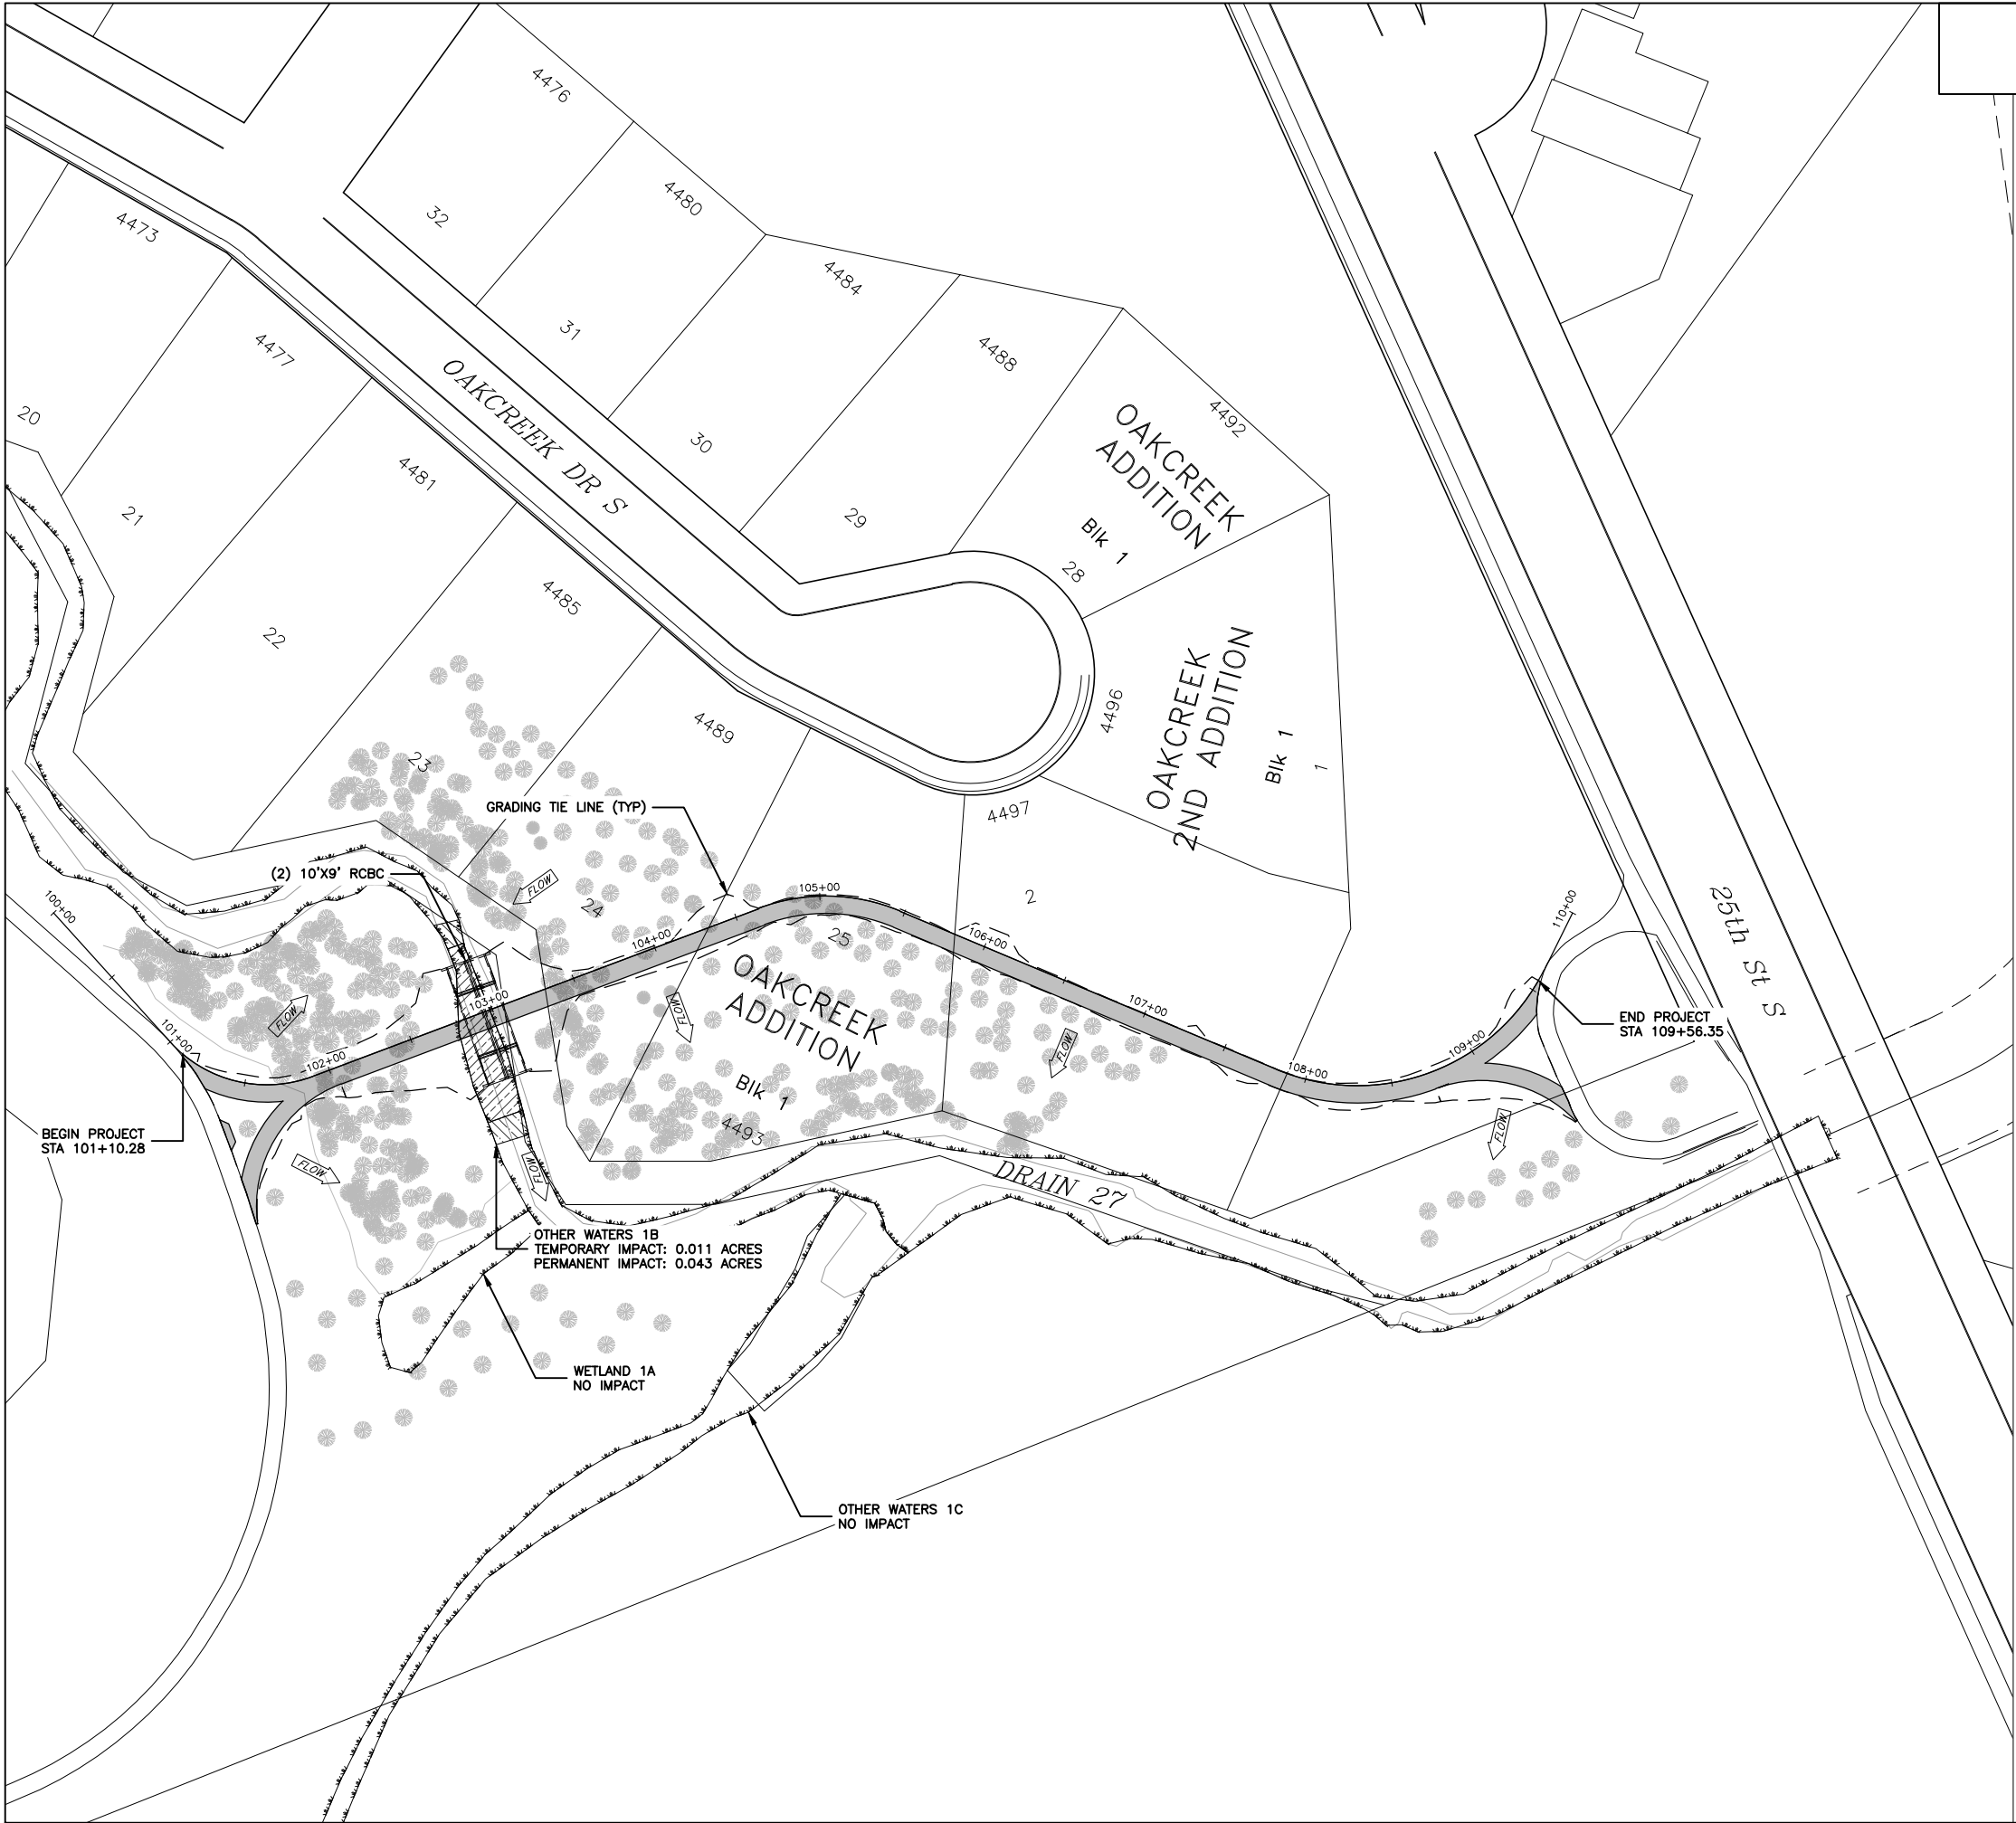 4476
4480
32
4473
4484
31
4477
4488
OAKCREEK DR S
20
30
4492
OAKCREEK
ADDITION
4481
21
29
Blk 1
28
4485
22
OAKCREEK
2ND ADDITION
4496
4489
Blk 1
1
23
GRADING TIE LINE (TYP)
4497
(2) 10'X9' RCBC
FLOW
105+00
24
2
25th St S
100+00
110+00
25
104+00
106+00
OAKCREEK
ADDITION
103+00
FLOW
FLOW
107+00
END PROJECT
STA 109+56.35
101+00
109+00
FLOW
102+00
108+00
Blk 1
4493
BEGIN PROJECT
STA 101+10.28
FLOW
FLOW
FLOW
DRAIN 27
OTHER WATERS 1B
TEMPORARY IMPACT: 0.011 ACRES
PERMANENT IMPACT: 0.043 ACRES
WETLAND 1A
NO IMPACT
OTHER WATERS 1C
NO IMPACT